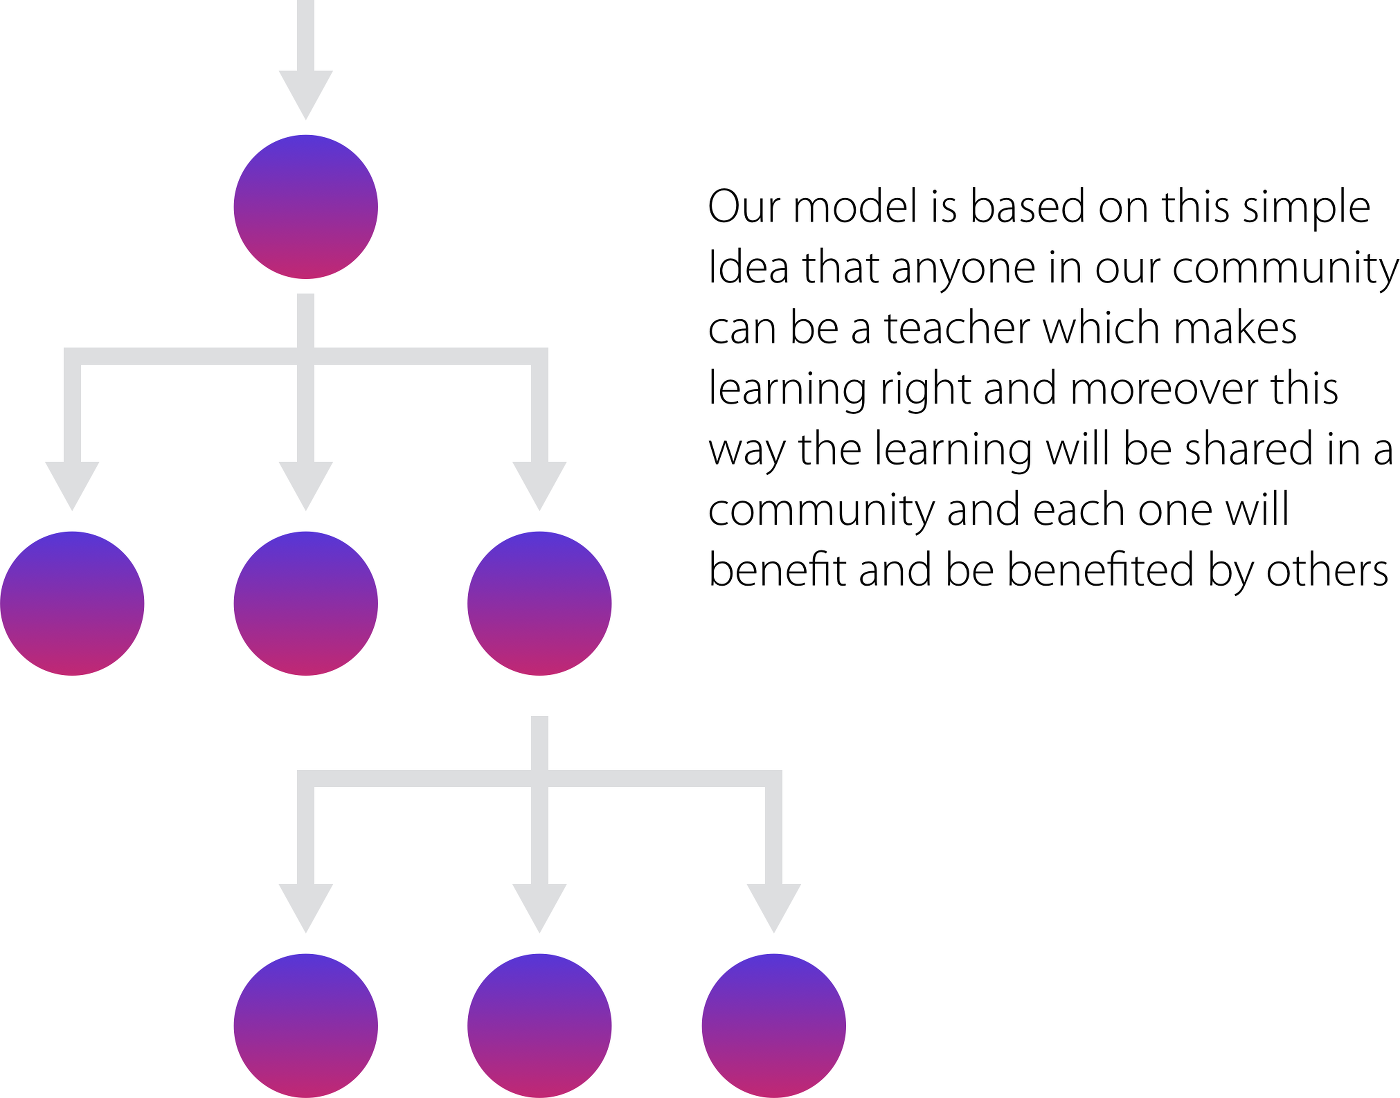 Our model is based on this simple
Idea that anyone in our community
can be a teacher which makes
learning right and moreover this
way the learning will be shared in a
community and each one will
benefit and be benefited by others